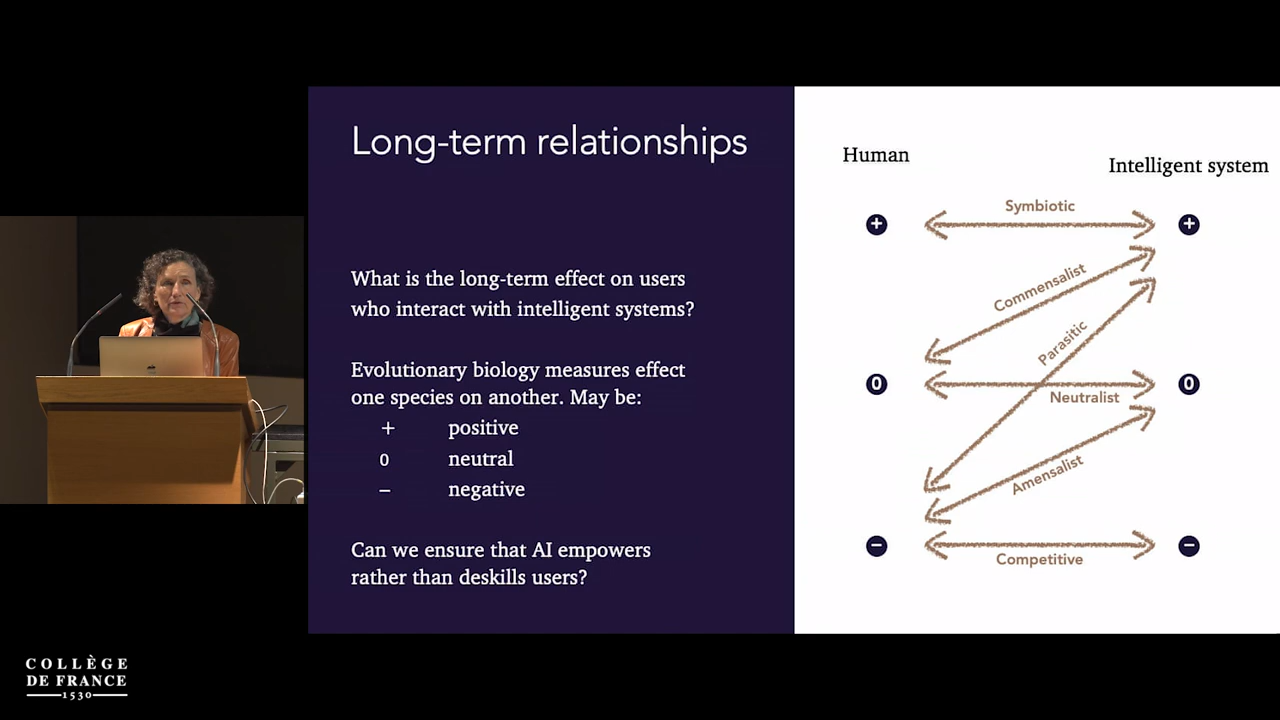 Long-term relationships
What is the long-term effect on users
who interact with intelligent systems?
Evolutionary biology measures effect
one species on another. May be:
+ positive
0 neutral
– negative
Can we ensure that AI empowers
rather than deskills users?
Human
Intelligent system
+
Symbiotic
+
Commensalist
Parasitic
0
Neutralist
0
Amensalist
–
Competitive
–
COLLÈGE
DE FRANCE
1530